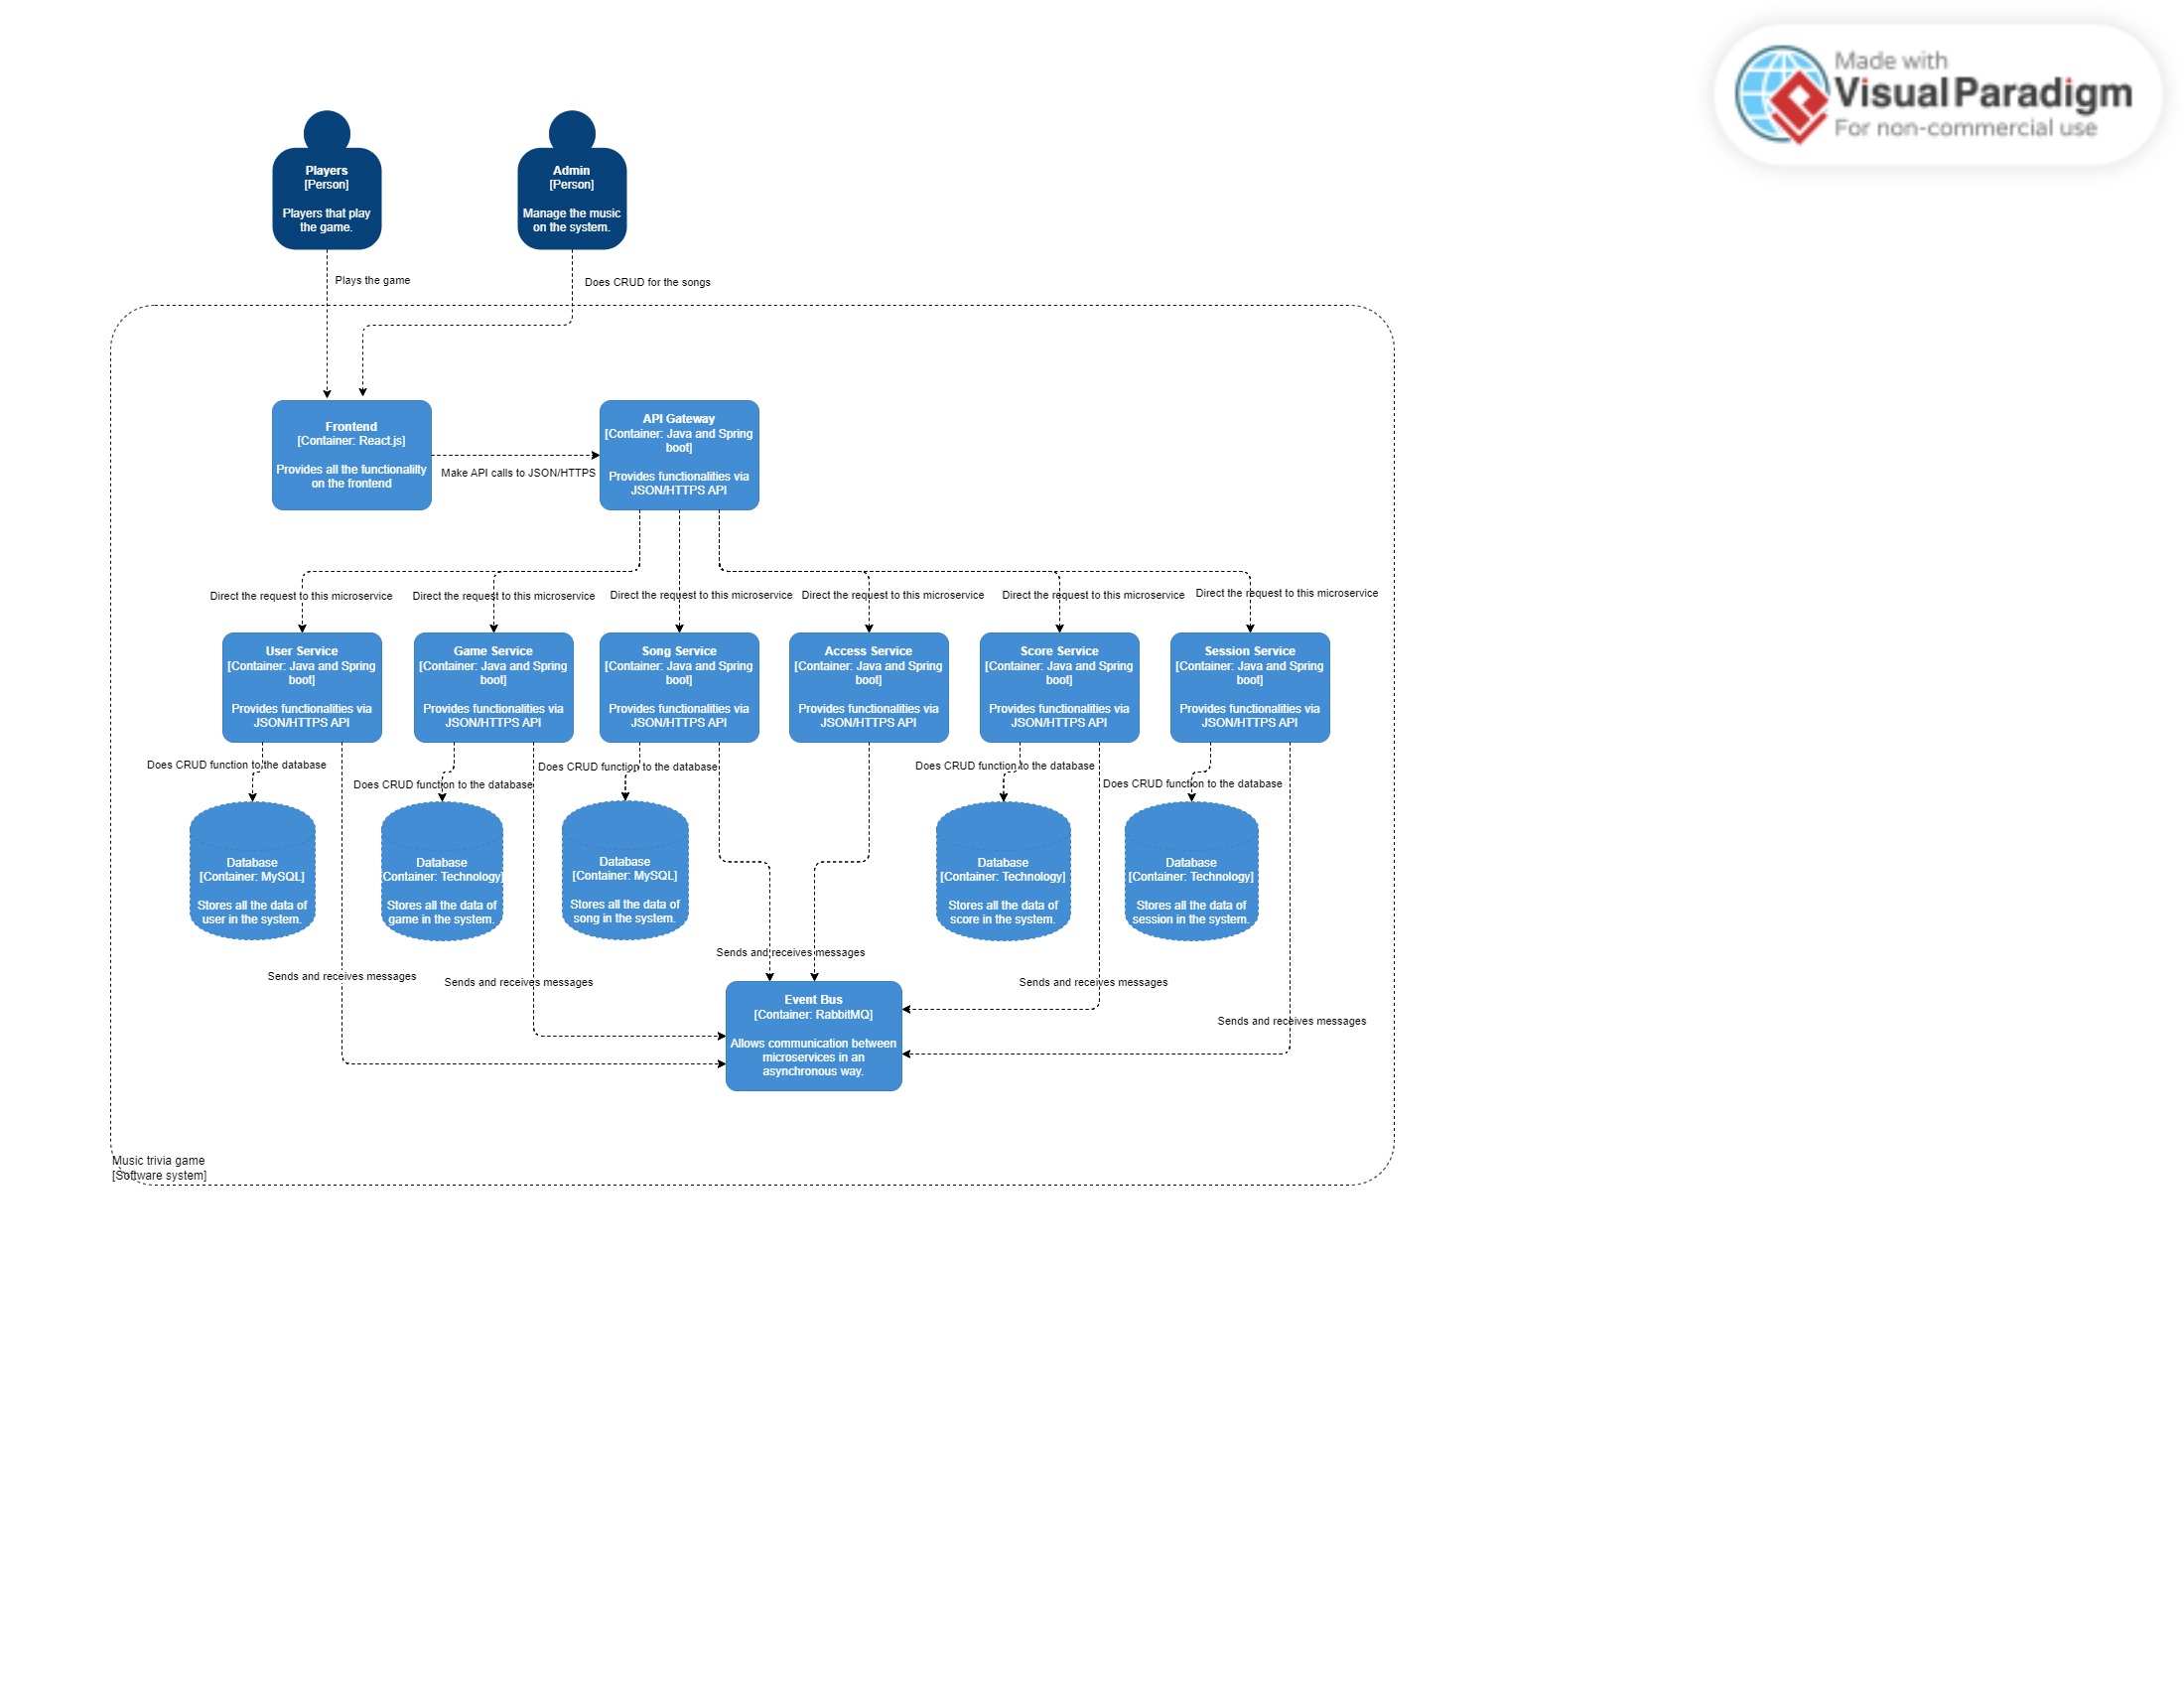 Made with
Visual Paradigm
For non-commercial use
Players
[Person]
Players that play
the game.
Admin
[Person]
Manage the music
on the system.
Plays the game
Does CRUD for the songs
Frontend
[Container: React.js]
Provides all the functionalilty
on the frontend
Make API calls to JSON/HTTPS
API Gateway
[Container: Java and Spring
boot]
Provides functionalities via
JSON/HTTPS API
Direct the request to this microservice
Direct the request to this microservice
Direct the request to this microservice
Direct the request to this microservice
Direct the request to this microservice
Direct the request to this microservice
User Service
[Container: Java and Spring
boot]
Provides functionalities via
JSON/HTTPS API
Game Service
[Container: Java and Spring
boot]
Provides functionalities via
JSON/HTTPS API
Song Service
[Container: Java and Spring
boot]
Provides functionalities via
JSON/HTTPS API
Access Service
[Container: Java and Spring
boot]
Provides functionalities via
JSON/HTTPS API
Score Service
[Container: Java and Spring
boot]
Provides functionalities via
JSON/HTTPS API
Session Service
[Container: Java and Spring
boot]
Provides functionalities via
JSON/HTTPS API
Does CRUD function to the database
Does CRUD function to the database
Does CRUD function to the database
Does CRUD function to the database
Does CRUD function to the database
Database
[Container: MySQL]
Stores all the data of
user in the system.
Database
[Container: Technology]
Stores all the data of
game in the system.
Database
[Container: MySQL]
Stores all the data of
song in the system.
Database
[Container: Technology]
Stores all the data of
score in the system.
Database
[Container: Technology]
Stores all the data of
session in the system.
Sends and receives messages
Sends and receives messages
Sends and receives messages
Sends and receives messages
Sends and receives messages
Event Bus
[Container: RabbitMQ]
Allows communication between
microservices in an
asynchronous way.
Music trivia game
[Software system]